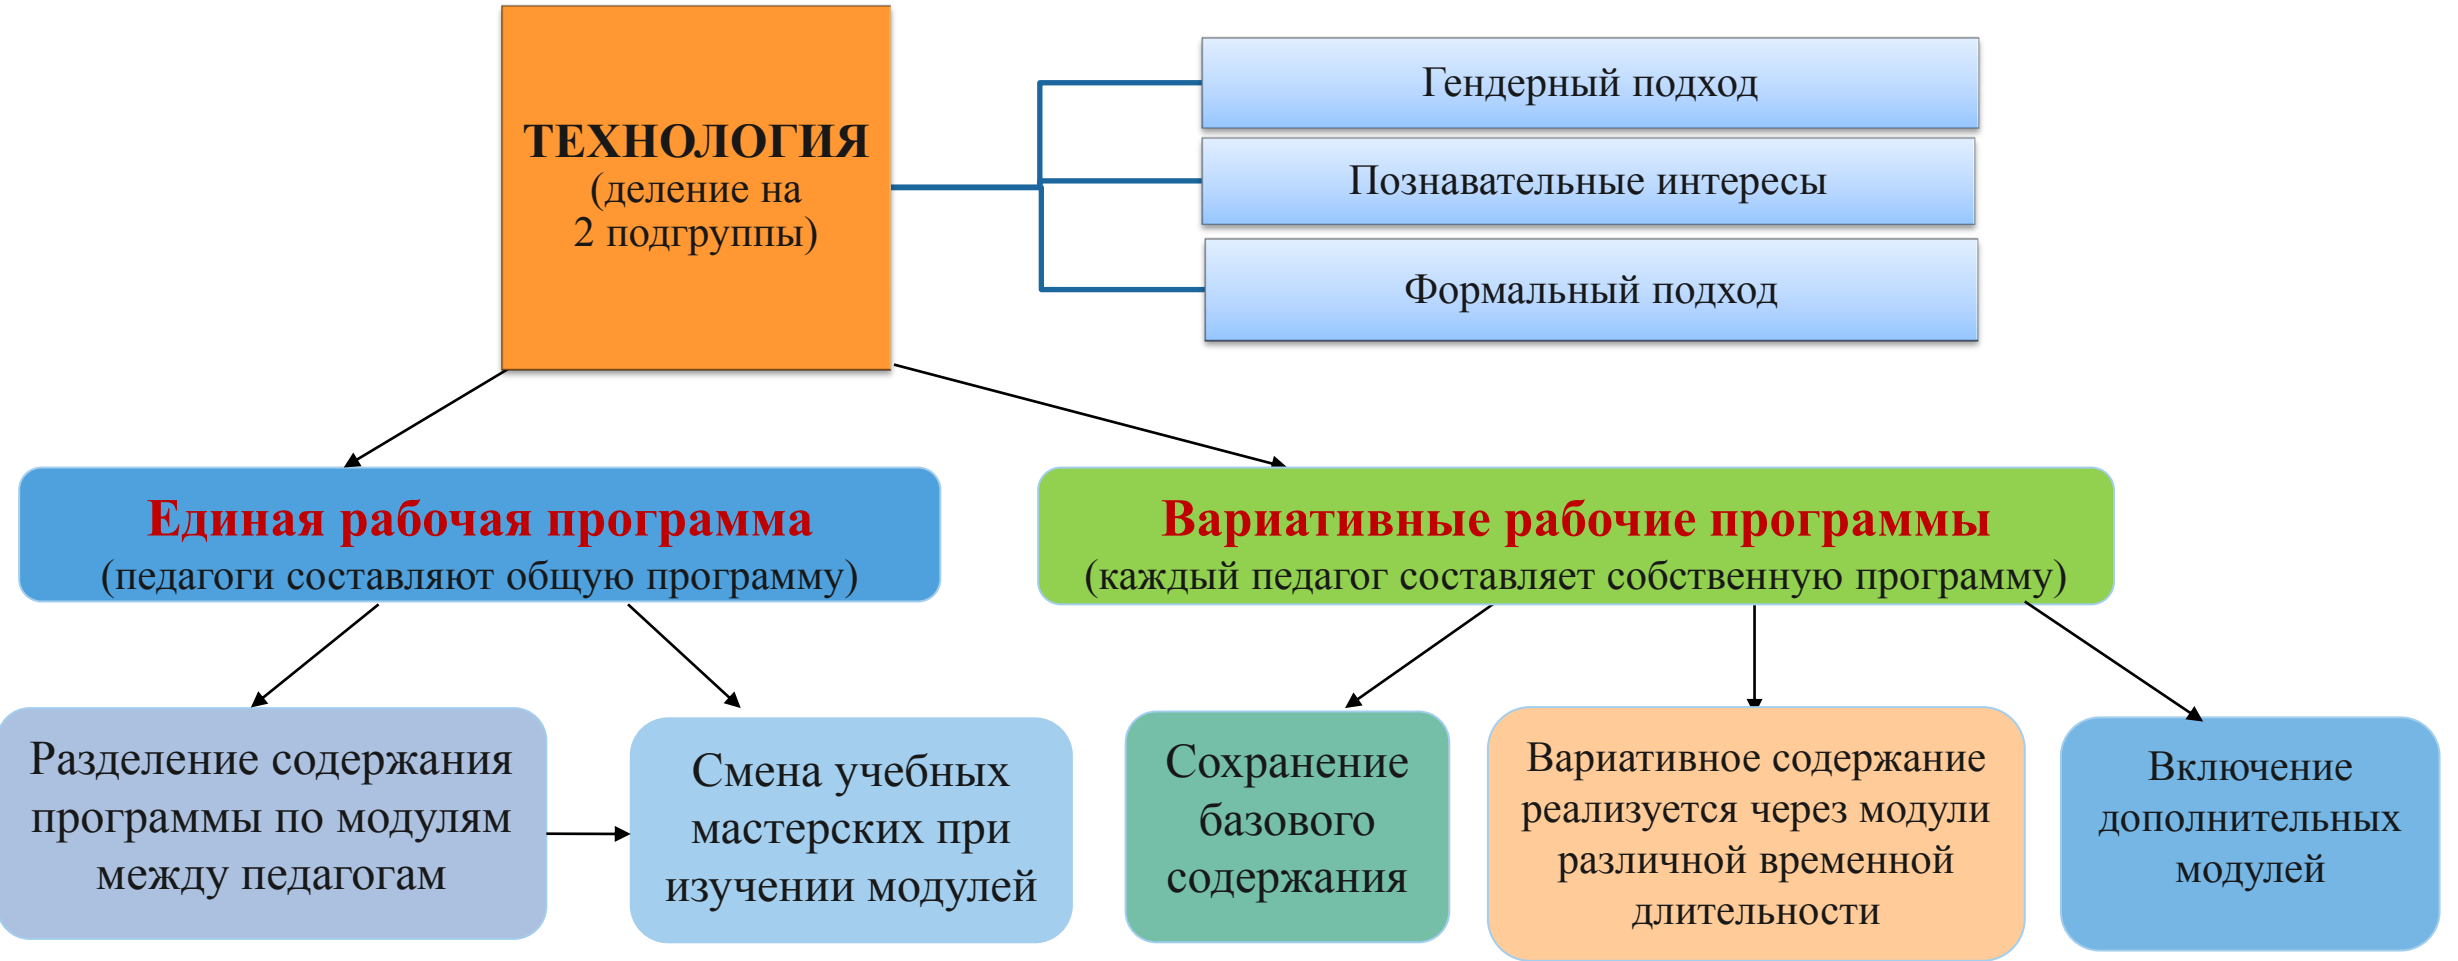 ТЕХНОЛОГИЯ
(деление на
2 подгруппы)
Гендерный подход
Познавательные интересы
Формальный подход
Единая рабочая программа
(педагоги составляют общую программу)
Вариативные рабочие программы
(каждый педагог составляет собственную программу)
Разделение содержания
программы по модулям
между педагогам
Смена учебных
мастерских при
изучении модулей
Сохранение
базового
содержания
Вариативное содержание
реализуется через модули
различной временной
длительности
Включение
дополнительных
модулей